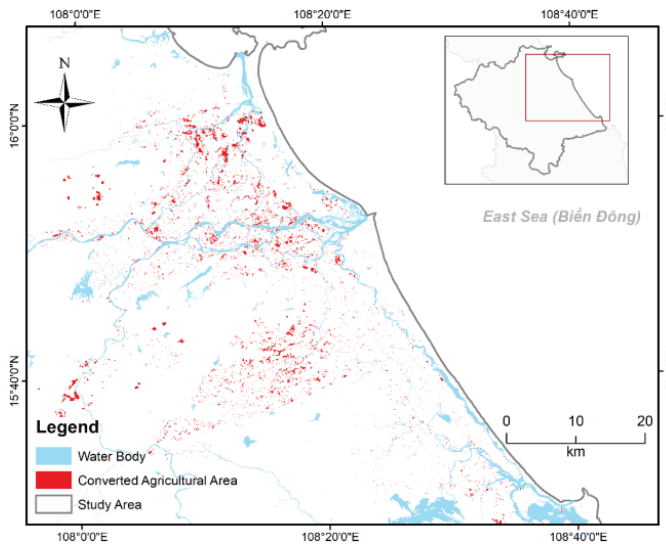 108°0'0"E 108°20'0"E 108°40'0"E
N
16°0'0"N
East Sea (Biển Đông)
15°40'0"N
Legend
Water Body
Converted Agricultural Area
Study Area
0 10 20
km
108°0'0"E 108°20'0"E 108°40'0"E